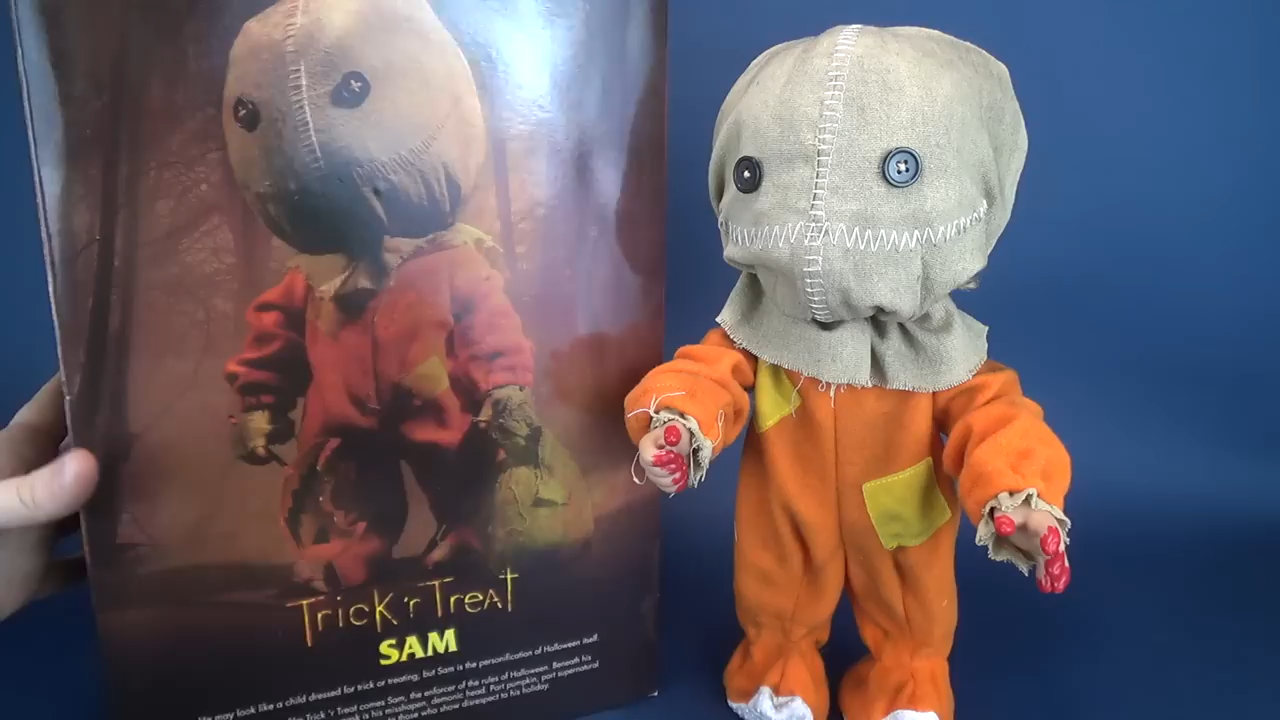 Trick 'r Treat
SAM
He may look like a child dressed for trick or treating, but Sam is the personification of Halloween itself.
Trick 'r Treat comes Sam, the enforcer of the rules of Halloween. Beneath his
is his misshapen, demonic head. Part pumpkin, part supernatural
to those who show disrespect to his holiday.